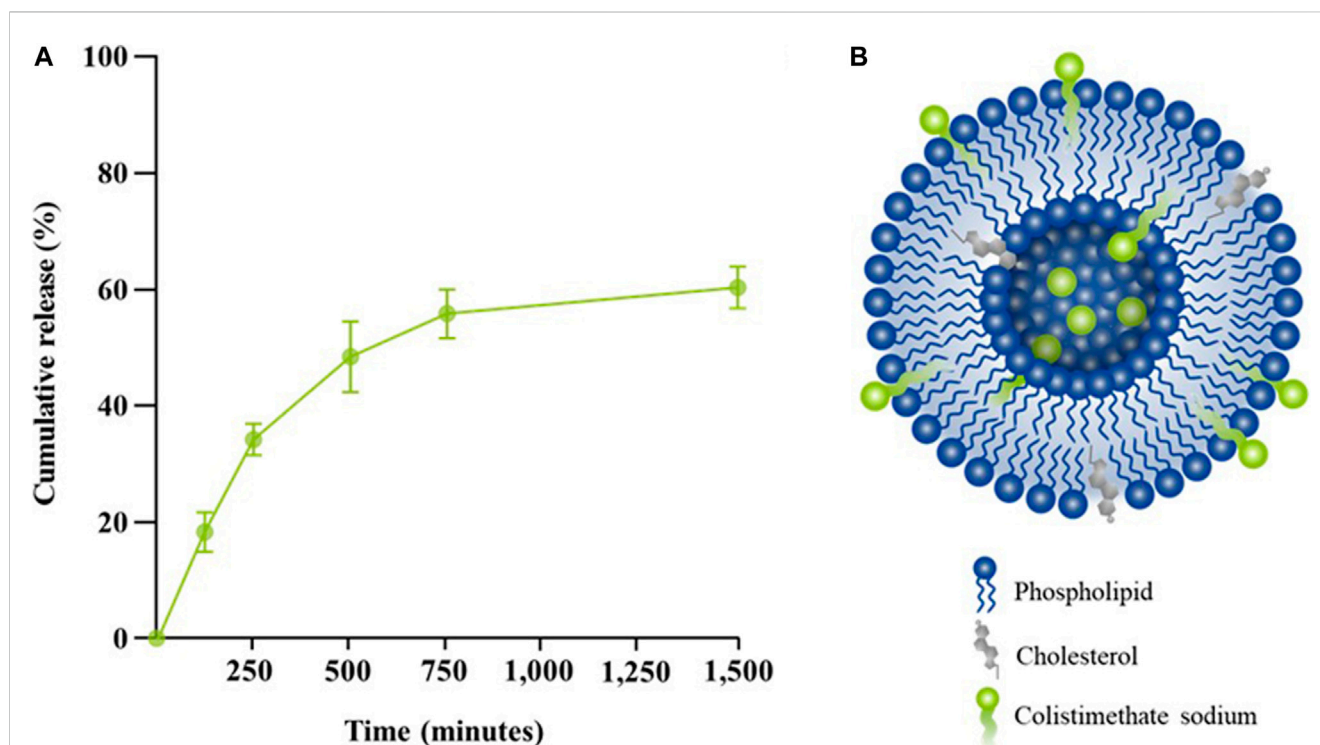 A
B
100
80
60
40
20
0
Cumulative release (%)
250 500 750 1,000 1,250 1,500
Time (minutes)
Phospholipid
Cholesterol
Colistimethate sodium